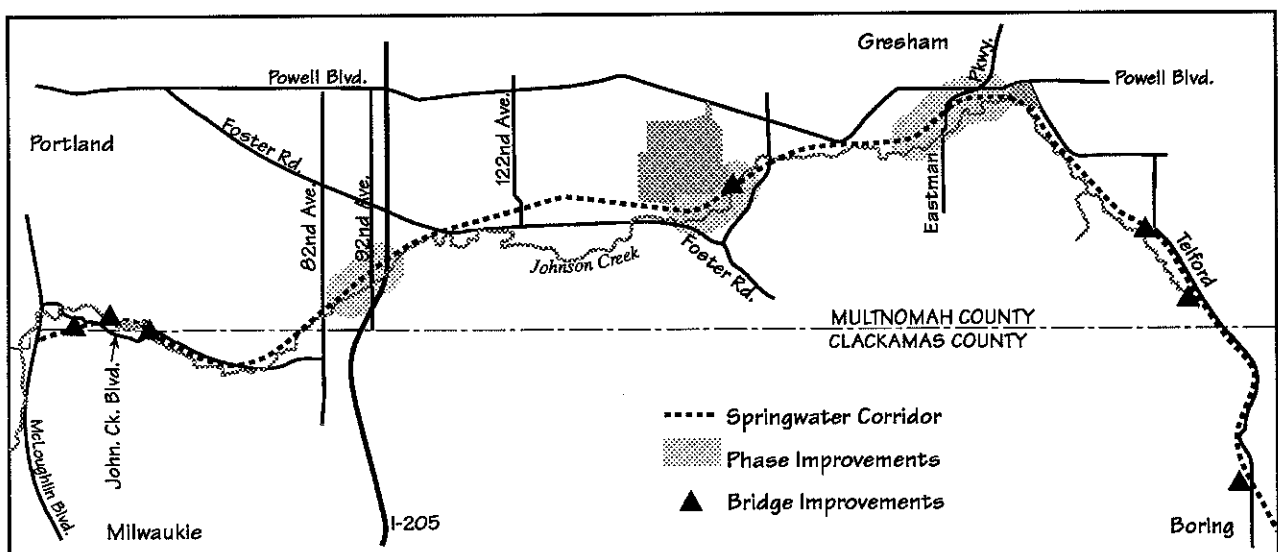 Gresham
Powell Blvd.
Pkwy.
Powell Blvd.
Portland
Foster Rd.
122nd Ave.
82nd Ave.
92nd Ave.
Eastman
Johnson Creek
Foster Rd.
Telford
MULTNOMAH COUNTY
CLACKAMAS COUNTY
John. Ck. Blvd.
McLoughlin Blvd.
Springwater Corridor
Phase Improvements
Bridge Improvements
Milwaukie
I-205
Boring